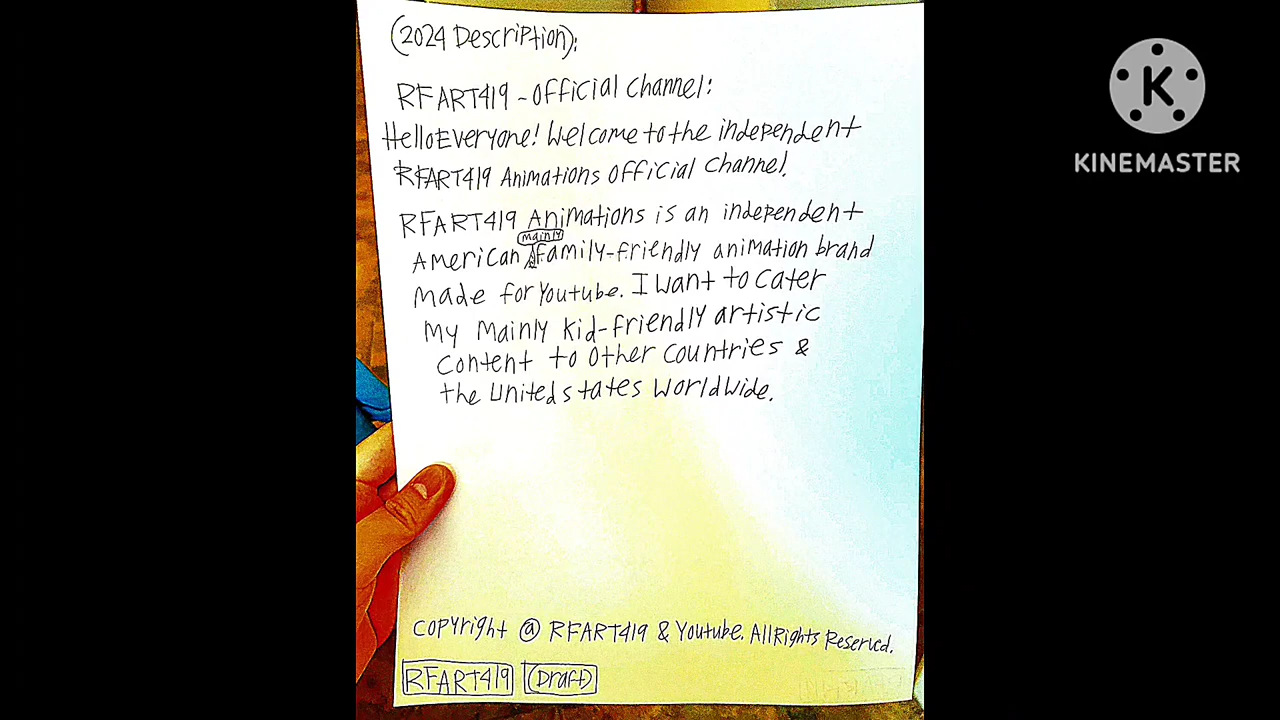 (2024 Description):
RFART419 - Official Channel:
Hello Everyone! Welcome to the independent
RFART419 Animations Official Channel.
RFART419 Animations is an independent
mainly
American family-friendly animation brand
made for Youtube. I want to cater
my mainly kid-friendly artistic
content to other countries &
the United states worldwide.
Copyright @ RFART419 & Youtube. All Rights Reserved.
RFART419 (Draft)
K
KINEMASTER